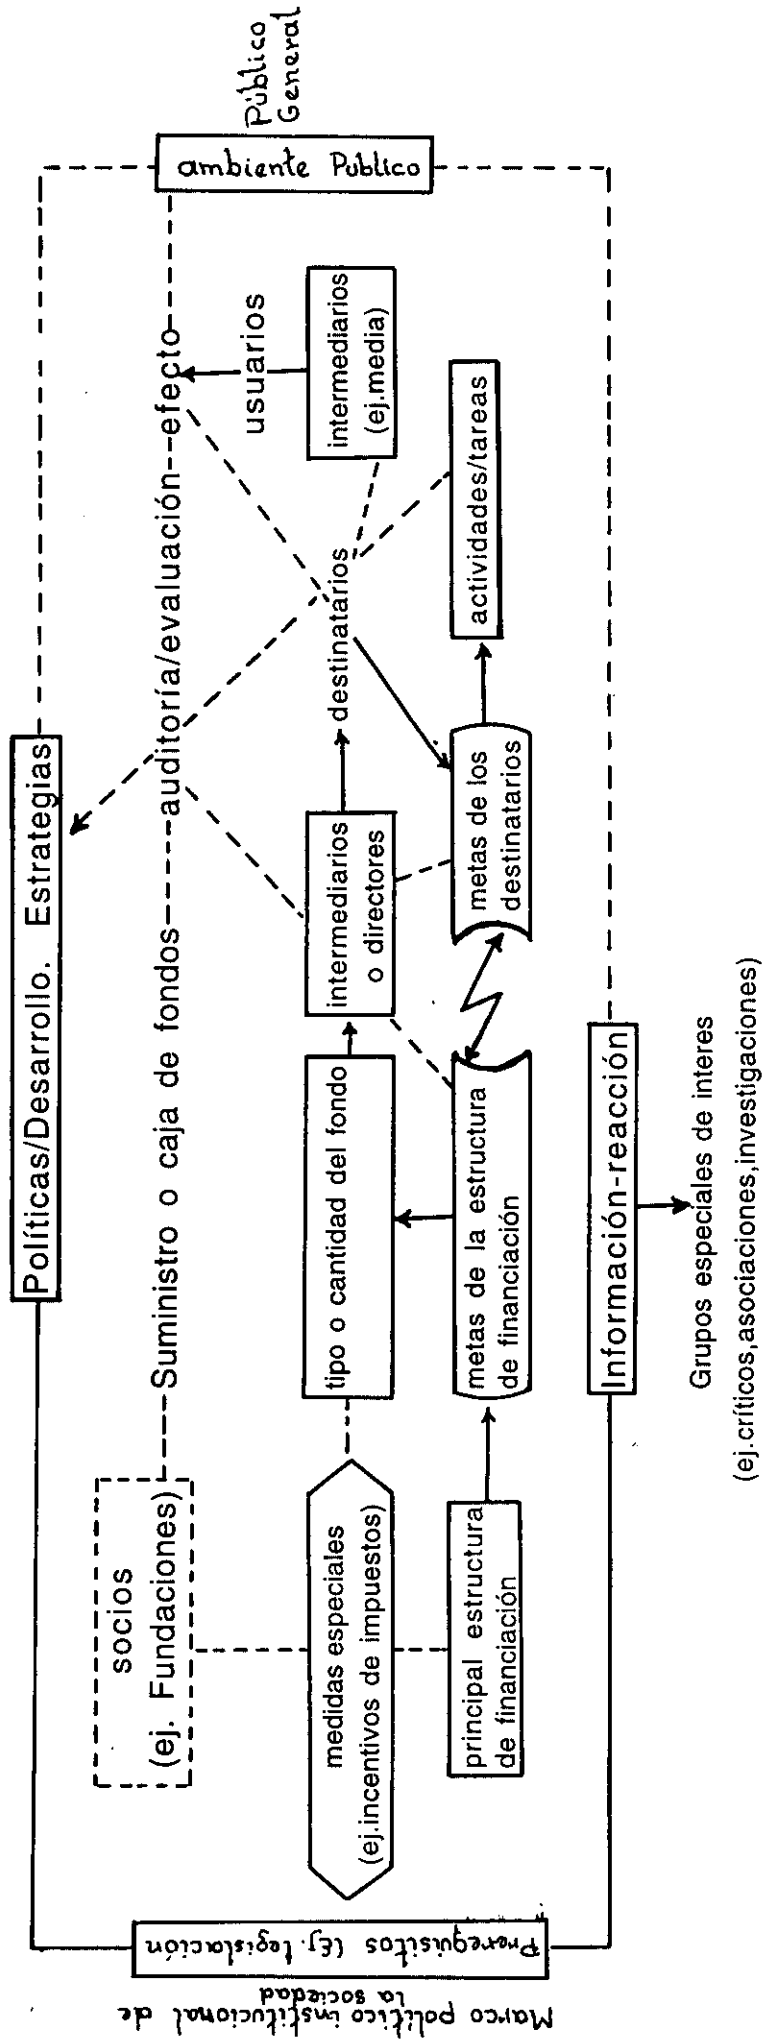 Marco político institucional de
la sociedad
Prerequisitos (Ej. legislación
Políticas/Desarrollo. Estrategias
socios
(ej. Fundaciones)
Suministro o caja de fondos
auditoría/evaluación
efecto
medidas especiales
(ej.incentivos de impuestos)
tipo o cantidad del fondo
intermediarios
o directores
destinatarios
usuarios
intermediarios
(ej.media)
principal estructura
de financiación
metas de la estructura
de financiación
metas de los
destinatarios
actividades/tareas
ambiente Publico
Público
General
Información-reacción
Grupos especiales de interes
(ej.críticos,asociaciones,investigaciones)